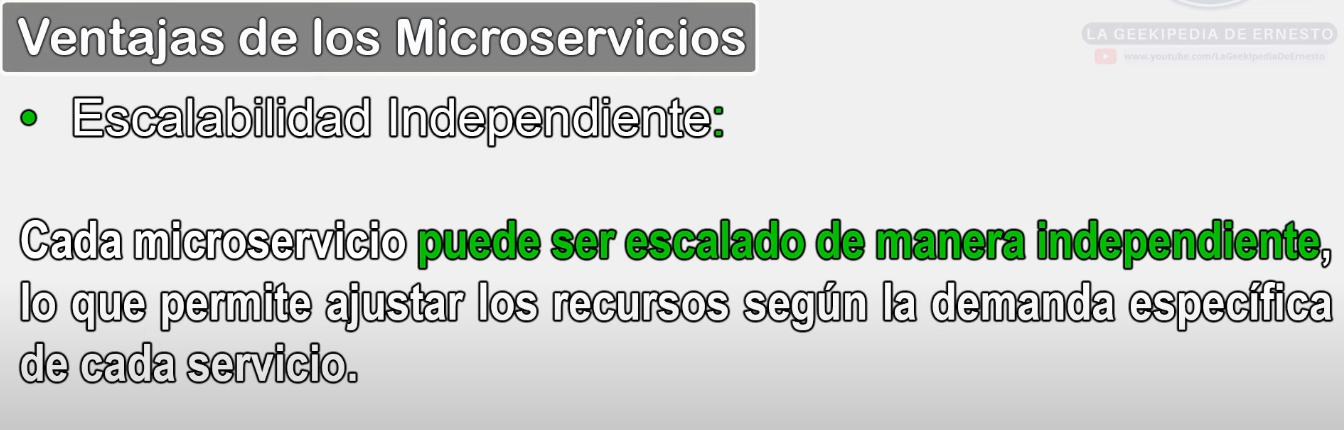 Ventajas de los Microservicios
LA GEEKIPEDIA DE ERNESTO
www.youtube.com/LaGeekipediaDeErnesto
• Escalabilidad Independiente:
Cada microservicio puede ser escalado de manera independiente,
lo que permite ajustar los recursos según la demanda específica
de cada servicio.